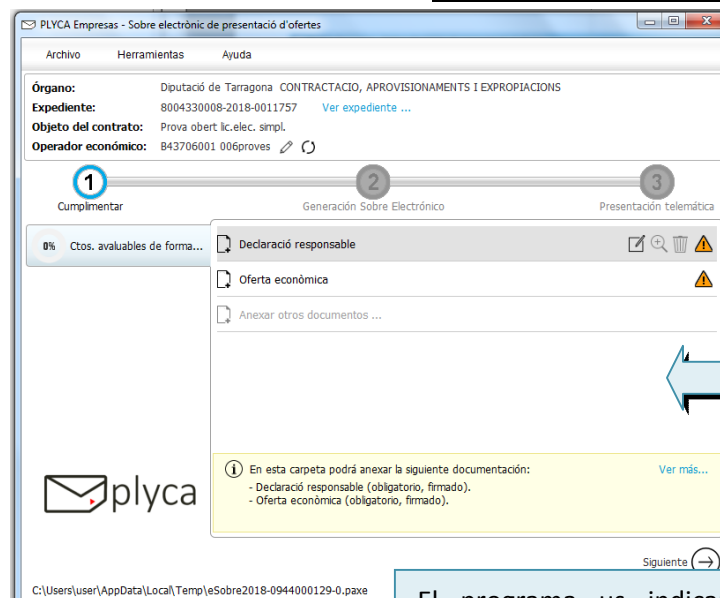 PLYCA Empresas - Sobre electrònic de presentació d'ofertes
Archivo Herramientas Ayuda
Órgano: Diputació de Tarragona CONTRACTACIO, APROVISIONAMENTS I EXPROPIACIONS
Expediente: 8004330008-2018-0011757 Ver expediente ...
Objeto del contrato: Prova obert lic.elec. simpl.
Operador económico: B43706001 006proves
1 2 3
Cumplimentar Generación Sobre Electrónico Presentación telemática
0% Ctos. avaluables de forma...
Declaració responsable
Oferta econòmica
Anexar otros documentos ...
En esta carpeta podrá anexar la siguiente documentación: Ver más...
- Declaració responsable (obligatorio, firmado).
- Oferta econòmica (obligatorio, firmado).
plyca
Siguiente
C:\Users\user\AppData\Local\Temp\eSobre2018-0944000129-0.paxe
El programa us indica